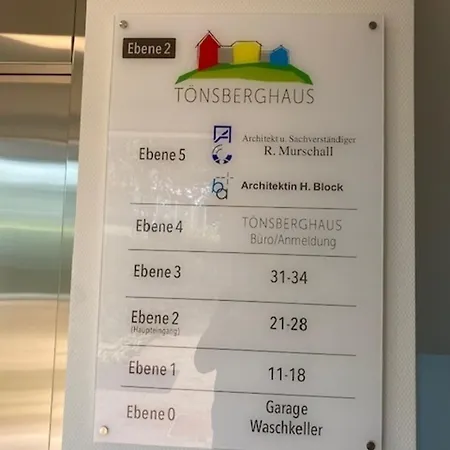 Ebene 2
TÖNSBERGHAUS
Ebene 5
Architekt u. Sachverständiger
R. Murschall
ba
Architektin H. Block
Ebene 4
TÖNSBERGHAUS
Büro/Anmeldung
Ebene 3
31-34
Ebene 2
(Haupteingang)
21-28
Ebene 1
11-18
Ebene 0
Garage
Waschkeller